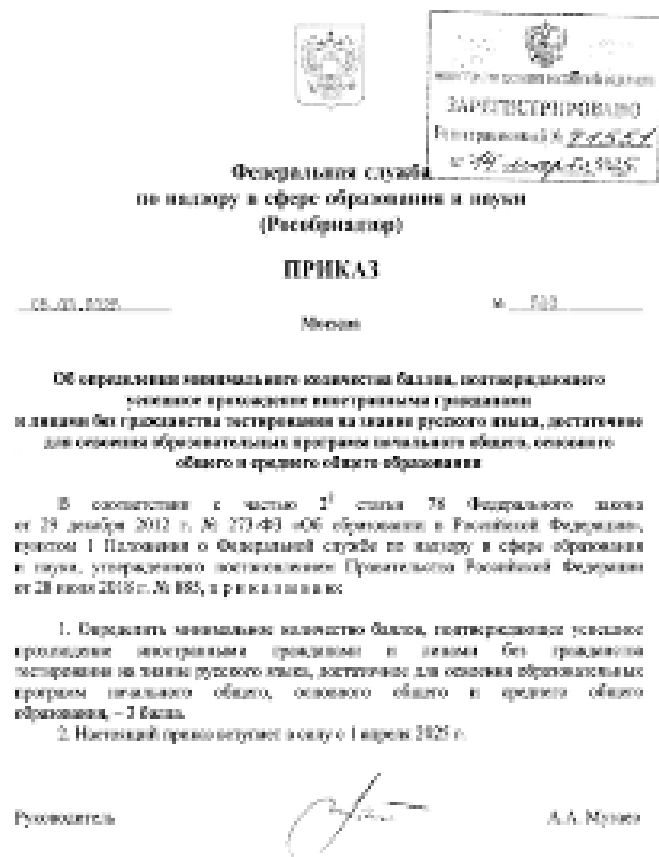 ЗАРЕГИСТРИРОВАНО
Регистрационный №
Федеральная служба
по надзору в сфере образования и науки
(Рособрнадзор)
ПРИКАЗ
№
Москва
Об определении минимального количества баллов, подтверждающего
успешное прохождение иностранными гражданами
и лицами без гражданства тестирования на знание русского языка, достаточное
для освоения образовательных программ начального общего, основного
общего и среднего общего образования
В соответствии с частью 2 статьи 78 Федерального закона
от 29 декабря 2012 г. № 273-ФЗ «Об образовании в Российской Федерации»,
пунктом 1 Положения о Федеральной службе по надзору в сфере образования
и науки, утвержденного постановлением Правительства Российской Федерации
от 28 июля 2018 г. № 885, п р и к а з ы в а ю:
1. Определить минимальное количество баллов, подтверждающее успешное
прохождение иностранными гражданами и лицами без гражданства
тестирования на знание русского языка, достаточное для освоения образовательных
программ начального общего, основного общего и среднего общего
образования, – балла.
2. Настоящий приказ вступает в силу с 1 апреля 2025 г.
Руководитель
А.А. Музаев